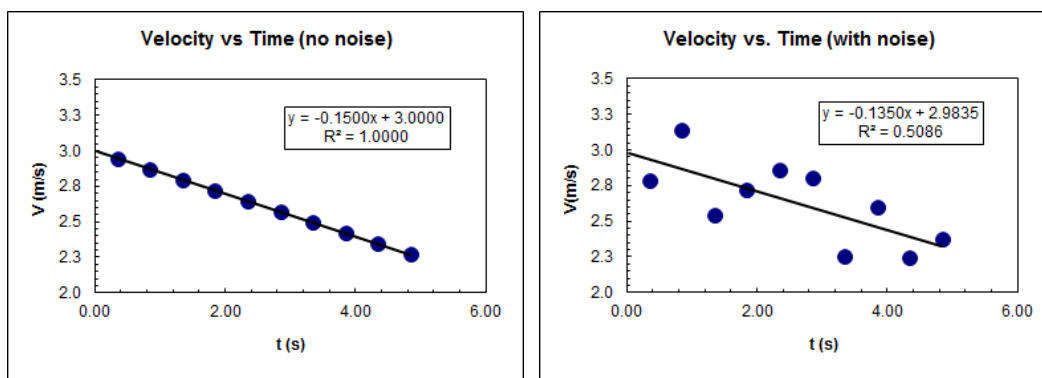 Velocity vs Time (no noise)
3.5
3.3
3.0
2.8
2.5
2.3
2.0
V (m/s)
y = -0.1500x + 3.0000
R² = 1.0000
0.00 2.00 4.00 6.00
t (s)
Velocity vs. Time (with noise)
3.5
3.3
3.0
2.8
2.5
2.3
2.0
V(m/s)
y = -0.1350x + 2.9835
R² = 0.5086
0.00 2.00 4.00 6.00
t (s)